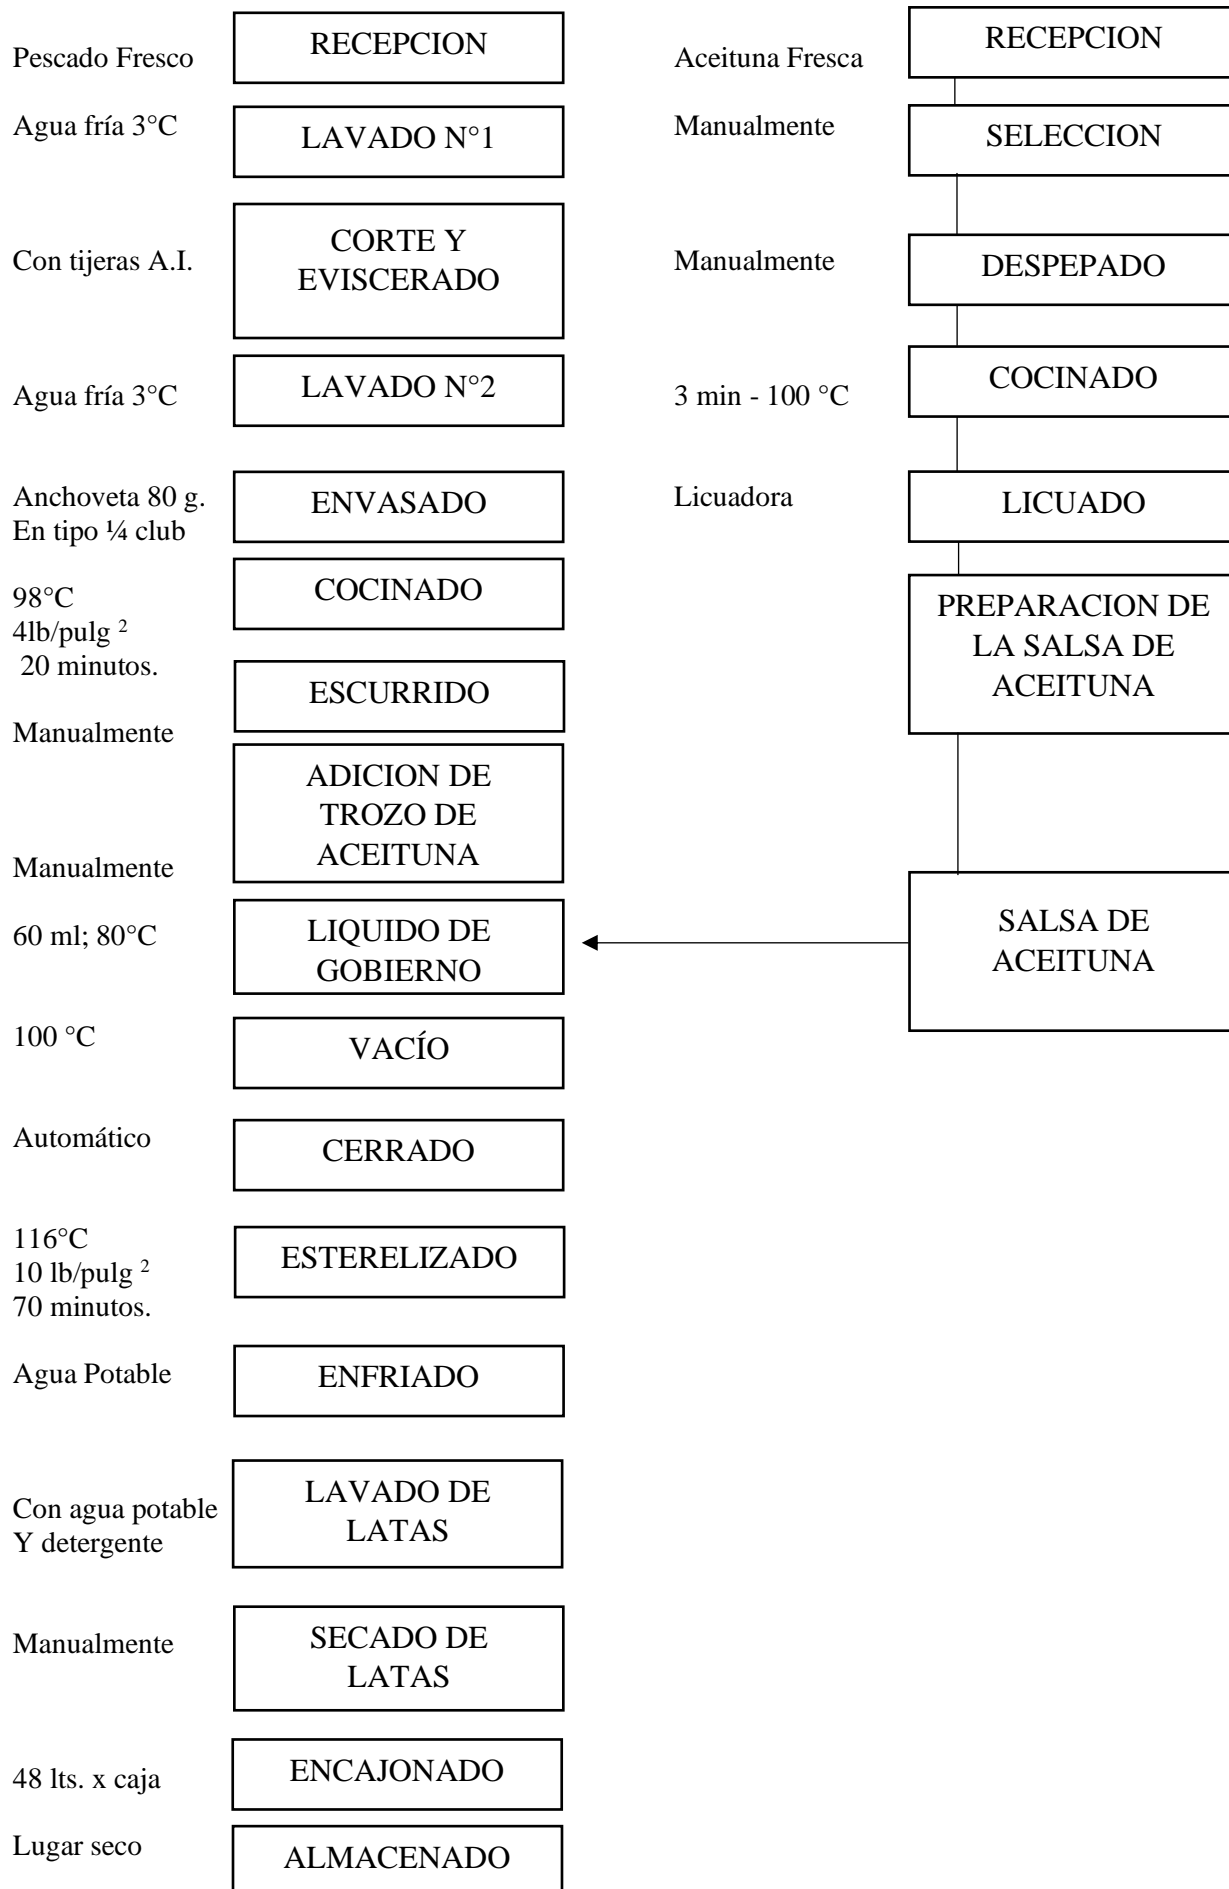 Pescado Fresco
RECEPCION
Agua fría 3°C
LAVADO N°1
Con tijeras A.I.
CORTE Y
EVISCERADO
Agua fría 3°C
LAVADO N°2
Anchoveta 80 g.
En tipo ¼ club
ENVASADO
98°C
4lb/pulg ²
20 minutos.
COCINADO
ESCURRIDO
Manualmente
ADICION DE
TROZO DE
ACEITUNA
Manualmente
60 ml; 80°C
LIQUIDO DE
GOBIERNO
100 °C
VACÍO
Automático
CERRADO
116°C
10 lb/pulg ²
70 minutos.
ESTERELIZADO
Agua Potable
ENFRIADO
Con agua potable
Y detergente
LAVADO DE
LATAS
Manualmente
SECADO DE
LATAS
48 lts. x caja
ENCAJONADO
Lugar seco
ALMACENADO
Aceituna Fresca
RECEPCION
Manualmente
SELECCION
Manualmente
DESPEPADO
3 min - 100 °C
COCINADO
Licuadora
LICUADO
PREPARACION DE
LA SALSA DE
ACEITUNA
SALSA DE
ACEITUNA